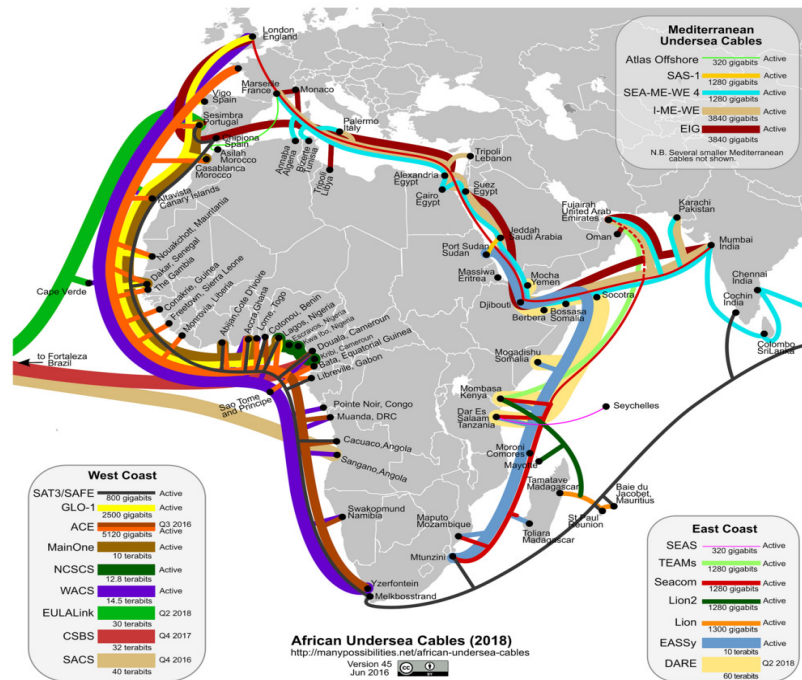 London
England
Marseille
France
Monaco
Vigo
Spain
Sesimbra
Portugal
Chipiona
Spain
Asilah
Morocco
Casablanca
Morocco
Annaba
Algeria
Bizerte
Tunisia
Tripoli
Libya
Palermo
Italy
Alexandria
Egypt
Cairo
Egypt
Tripoli
Lebanon
Suez
Egypt
Jeddah
Saudi Arabia
Port Sudan
Sudan
Massiwa
Eritrea
Mocha
Yemen
Djibouti
Berbera
Bossasa
Somalia
Socotra
Fujairah
United Arab
Emirates
Oman
Karachi
Pakistan
Mumbai
India
Chennai
India
Cochin
India
Colombo
SriLanka
Altavista
Canary Islands
Nouakchott, Mauritania
Dakar, Senegal
The Gambia
Conakrie, Guinea
Freetown, Sierra Leone
Monrovia, Liberia
Cape Verde
Abijan,Cote D'Ivoire
Accra,Ghana
Lome, Togo
Cotonou, Benin
Lagos, Nigeria
Escravos, Nigeria
Kwa Ibo, Nigeria
Douala, Cameroun
Kribi, Cameroun
Bata, Equatorial Guinea
Librevile, Gabon
Sao Tome
and Principe
to Fortaleza
Brazil
Pointe Noir, Congo
Muanda, DRC
Cacuaco,Angola
Sangano,Angola
Swakopmund
Namibia
Yzerfontein
Melkbosstrand
Mogadishu
Somalia
Mombasa
Kenya
Dar Es
Salaam
Tanzania
Seychelles
Moroni
Comores
Mayotte
Tamatave
Madagascar
Baie du
Jacobet,
Mauritius
St Paul
Reunion
Maputo
Mozambique
Toliara
Madagascar
Mtunzini
Mediterranean
Undersea Cables
Atlas Offshore Active
320 gigabits
SAS-1 Active
1280 gigabits
SEA-ME-WE 4 Active
1280 gigabits
I-ME-WE Active
3840 gigabits
EIG Active
3840 gigabits
N.B. Several smaller Mediterranean
cables not shown.
West Coast
SAT3/SAFE Active
800 gigabits
GLO-1 Active
2500 gigabits
ACE Q3 2016
Active
5120 gigabits
MainOne Active
10 terabits
NCSCS Active
12.8 terabits
WACS Active
14.5 terabits
EULALink Q2 2018
30 terabits
CSBS Q4 2017
32 terabits
SACS Q4 2016
40 terabits
East Coast
SEAS Active
320 gigabits
TEAMs Active
1280 gigabits
Seacom Active
1280 gigabits
Lion2 Active
1280 gigabits
Lion Active
1300 gigabits
EASSy Active
10 terabits
DARE Q2 2018
60 terabits
African Undersea Cables (2018)
http://manypossibilities.net/african-undersea-cables
Version 45
Jun 2016
cc BY